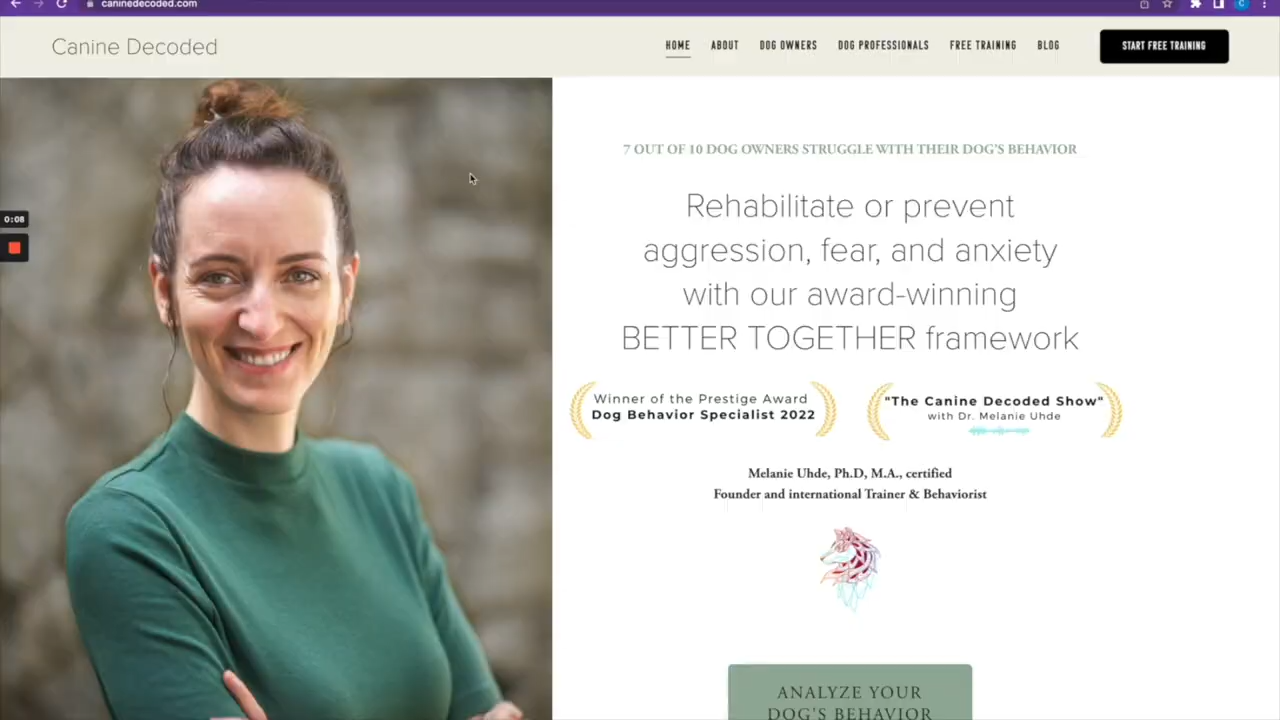 caninedecoded.com
Canine Decoded
HOME
ABOUT
DOG OWNERS
DOG PROFESSIONALS
FREE TRAINING
BLOG
START FREE TRAINING
C
0:08
7 OUT OF 10 DOG OWNERS STRUGGLE WITH THEIR DOG'S BEHAVIOR
Rehabilitate or prevent
aggression, fear, and anxiety
with our award-winning
BETTER TOGETHER framework
Winner of the Prestige Award
Dog Behavior Specialist 2022
"The Canine Decoded Show"
with Dr. Melanie Uhde
Melanie Uhde, Ph.D, M.A., certified
Founder and international Trainer & Behaviorist
ANALYZE YOUR
DOG'S BEHAVIOR